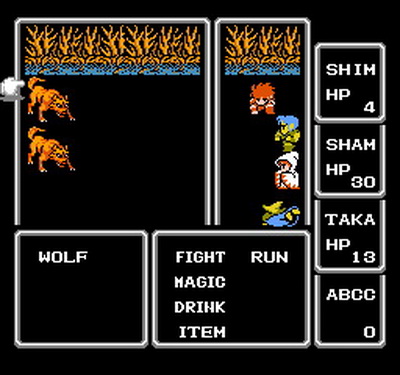 SHIM
HP
4
SHAM
HP
30
TAKA
HP
13
ABCC
0
WOLF
FIGHT RUN
MAGIC
DRINK
ITEM